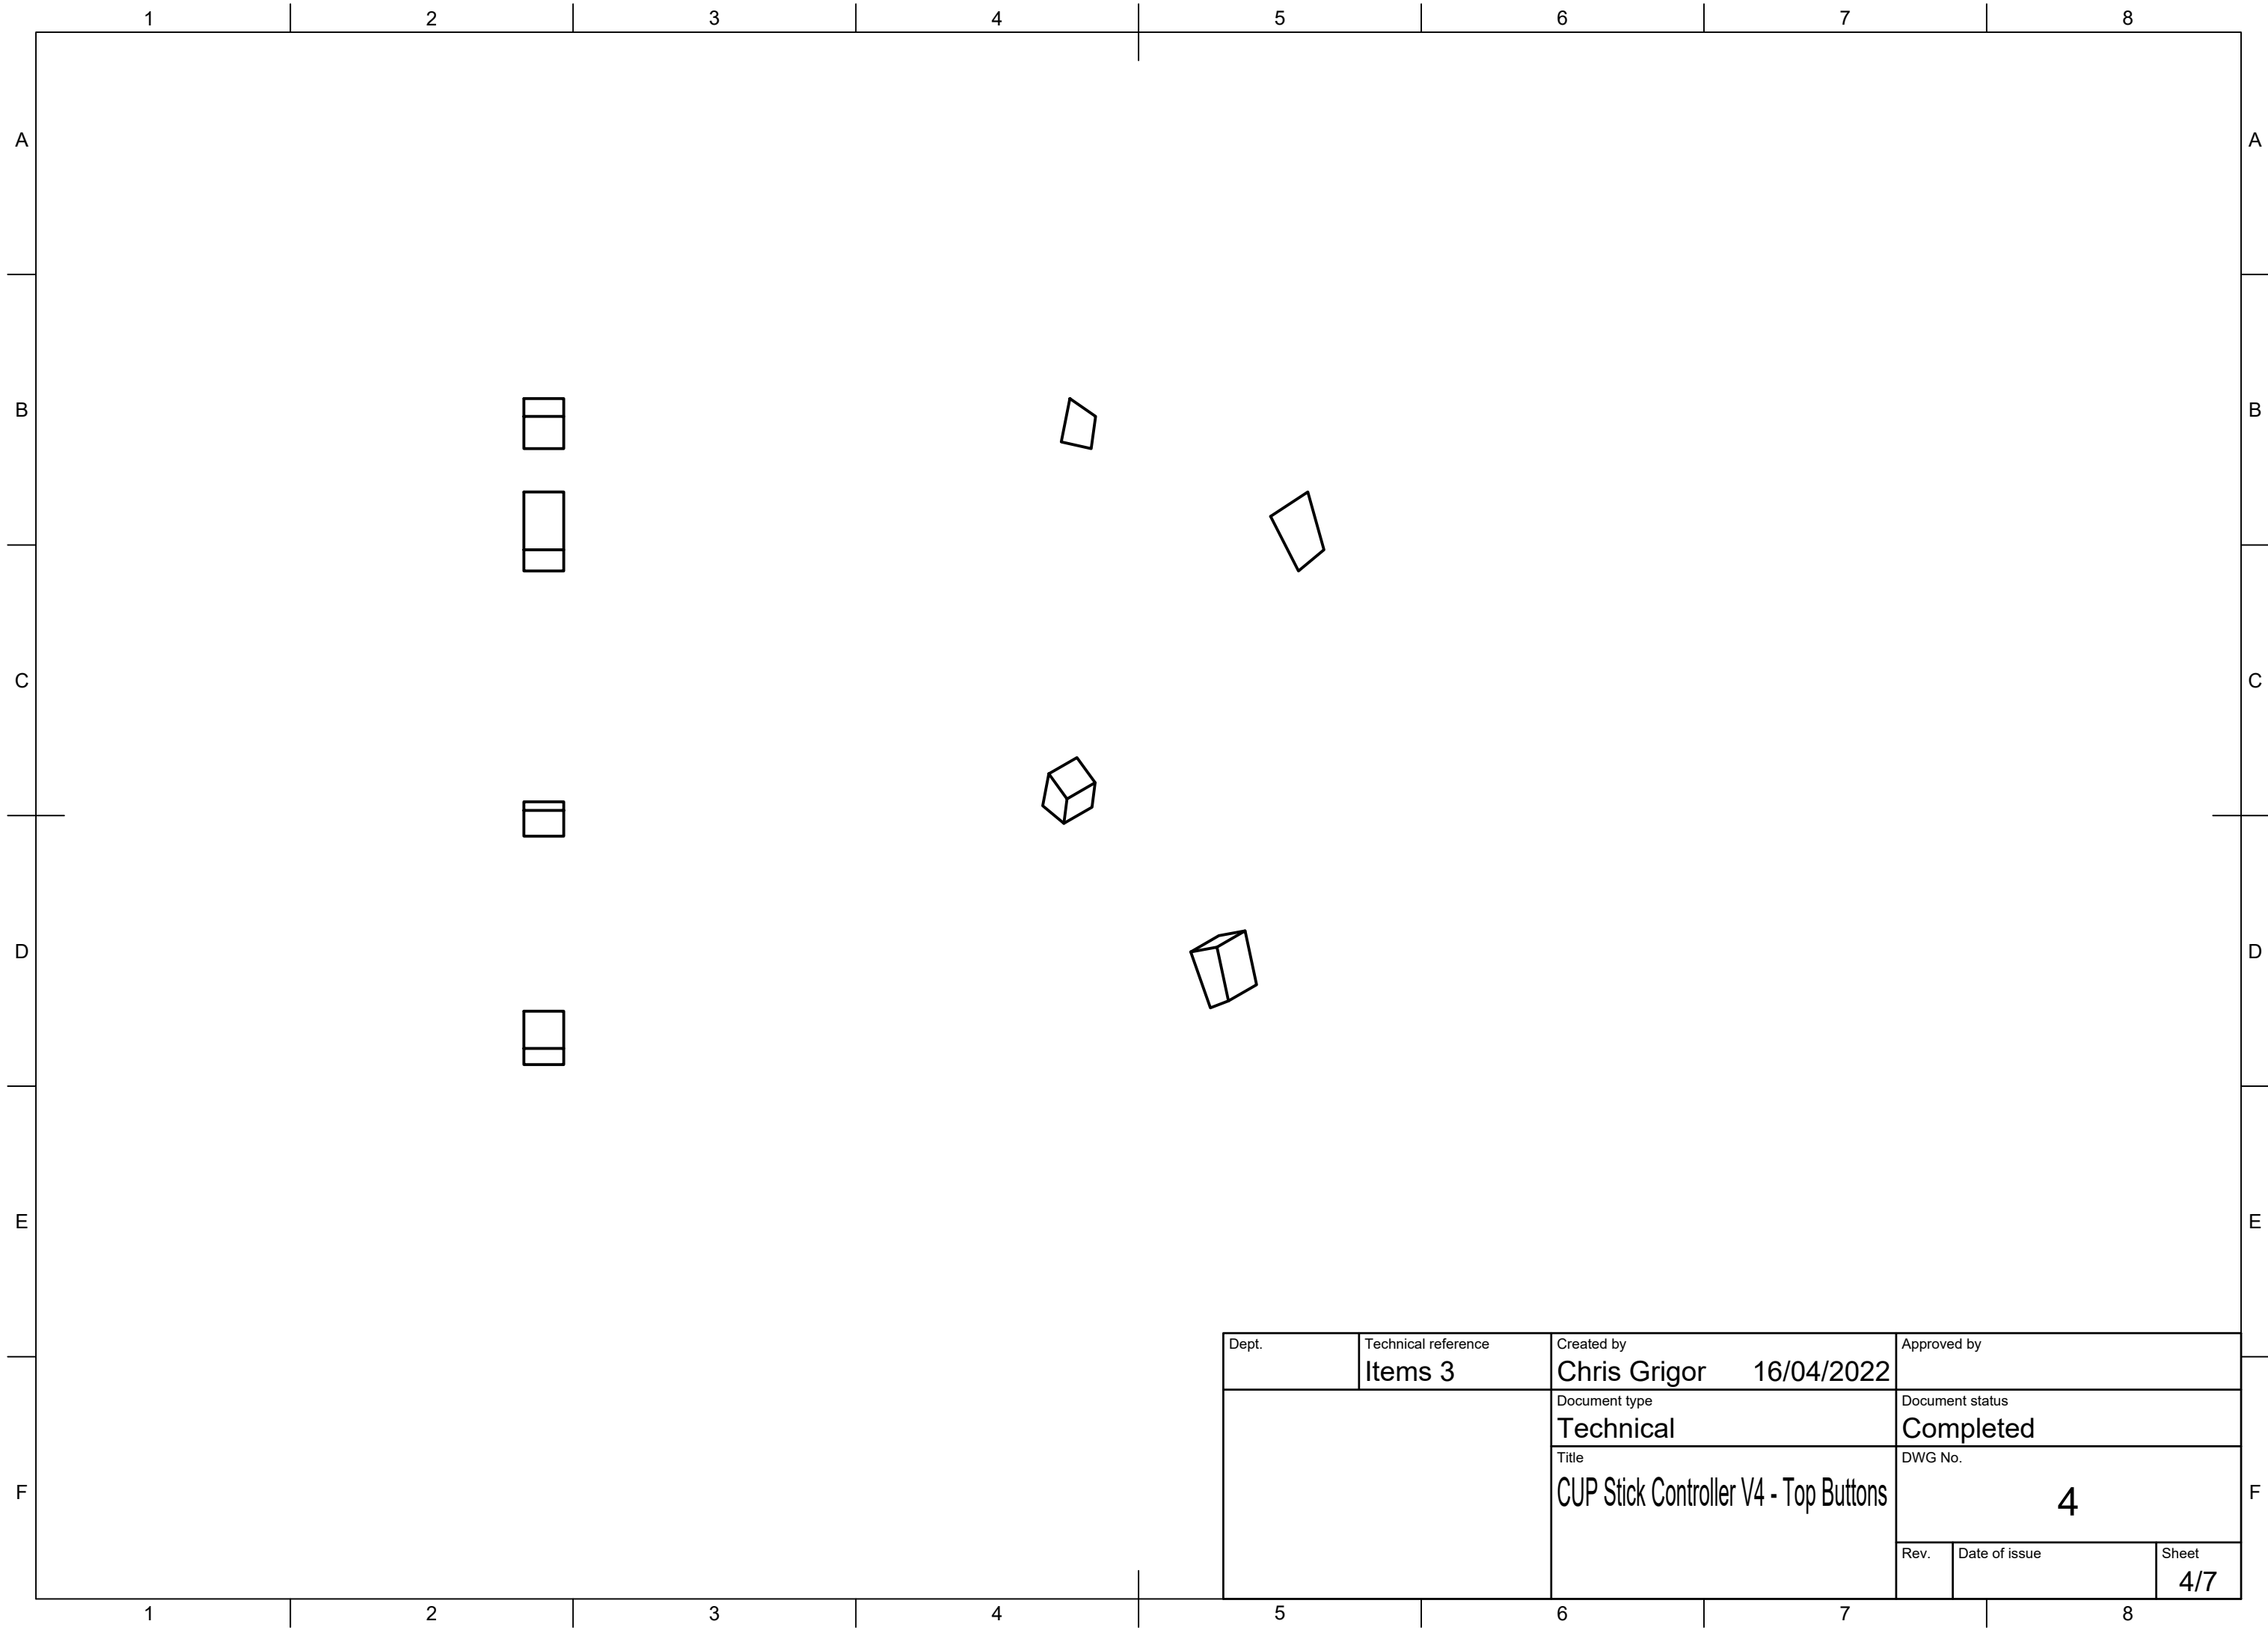 1 2 3 4 5 6 7 8
A A
B B
C C
D D
E E
Dept. Technical reference Created by Approved by
Items 3 Chris Grigor 16/04/2022
Document type Document status
Technical Completed
Title DWG No.
F CUP Stick Controller V4 - Top Buttons 4 F
Rev. Date of issue Sheet
4/7
1 2 3 4 5 6 7 8